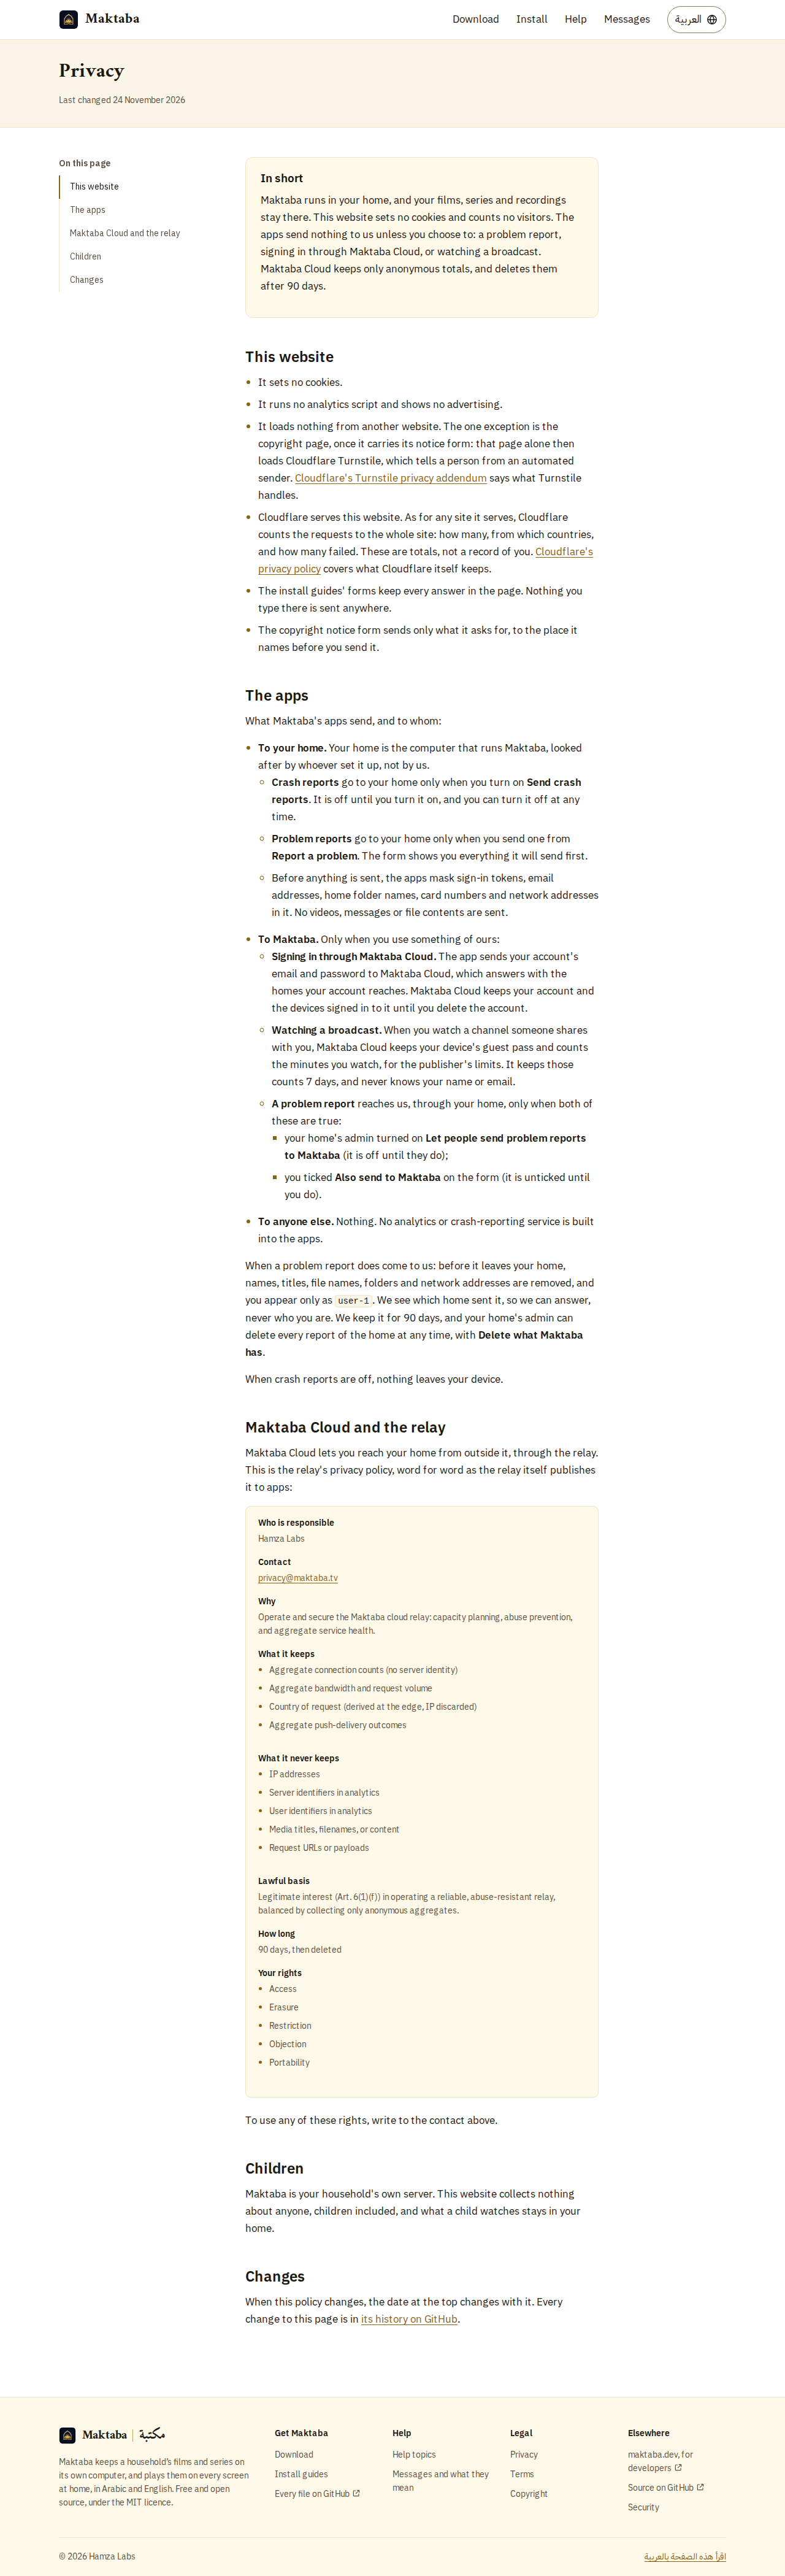 Maktaba
Download
Install
Help
Messages
العربية
Privacy
Last changed 24 November 2026
On this page
This website
The apps
Maktaba Cloud and the relay
Children
Changes
In short
Maktaba runs in your home, and your films, series and recordings
stay there. This website sets no cookies and counts no visitors. The
apps send nothing to us unless you choose to: a problem report,
signing in through Maktaba Cloud, or watching a broadcast.
Maktaba Cloud keeps only anonymous totals, and deletes them
after 90 days.
This website
It sets no cookies.
It runs no analytics script and shows no advertising.
It loads nothing from another website. The one exception is the
copyright page, once it carries its notice form: that page alone then
loads Cloudflare Turnstile, which tells a person from an automated
sender. Cloudflare's Turnstile privacy addendum says what Turnstile
handles.
Cloudflare serves this website. As for any site it serves, Cloudflare
counts the requests to the whole site: how many, from which countries,
and how many failed. These are totals, not a record of you. Cloudflare's
privacy policy covers what Cloudflare itself keeps.
The install guides' forms keep every answer in the page. Nothing you
type there is sent anywhere.
The copyright notice form sends only what it asks for, to the place it
names before you send it.
The apps
What Maktaba's apps send, and to whom:
To your home. Your home is the computer that runs Maktaba, looked
after by whoever set it up, not by us.
Crash reports go to your home only when you turn on Send crash
reports. It is off until you turn it on, and you can turn it off at any
time.
Problem reports go to your home only when you send one from
Report a problem. The form shows you everything it will send first.
Before anything is sent, the apps mask sign-in tokens, email
addresses, home folder names, card numbers and network addresses
in it. No videos, messages or file contents are sent.
To Maktaba. Only when you use something of ours:
Signing in through Maktaba Cloud. The app sends your account's
email and password to Maktaba Cloud, which answers with the
homes your account reaches. Maktaba Cloud keeps your account and
the devices signed in to it until you delete the account.
Watching a broadcast. When you watch a channel someone shares
with you, Maktaba Cloud keeps your device's guest pass and counts
the minutes you watch, for the publisher's limits. It keeps those
counts 7 days, and never knows your name or email.
A problem report reaches us, through your home, only when both of
these are true:
your home's admin turned on Let people send problem reports
to Maktaba (it is off until they do);
you ticked Also send to Maktaba on the form (it is unticked until
you do).
To anyone else. Nothing. No analytics or crash-reporting service is built
into the apps.
When a problem report does come to us: before it leaves your home,
names, titles, file names, folders and network addresses are removed, and
you appear only as user-1. We see which home sent it, so we can answer,
never who you are. We keep it for 90 days, and your home's admin can
delete every report of the home at any time, with Delete what Maktaba
has.
When crash reports are off, nothing leaves your device.
Maktaba Cloud and the relay
Maktaba Cloud lets you reach your home from outside it, through the relay.
This is the relay's privacy policy, word for word as the relay itself publishes
it to apps:
Who is responsible
Hamza Labs
Contact
privacy@maktaba.tv
Why
Operate and secure the Maktaba cloud relay: capacity planning, abuse prevention,
and aggregate service health.
What it keeps
Aggregate connection counts (no server identity)
Aggregate bandwidth and request volume
Country of request (derived at the edge, IP discarded)
Aggregate push-delivery outcomes
What it never keeps
IP addresses
Server identifiers in analytics
User identifiers in analytics
Media titles, filenames, or content
Request URLs or payloads
Lawful basis
Legitimate interest (Art. 6(1)(f)) in operating a reliable, abuse-resistant relay,
balanced by collecting only anonymous aggregates.
How long
90 days, then deleted
Your rights
Access
Erasure
Restriction
Objection
Portability
To use any of these rights, write to the contact above.
Children
Maktaba is your household's own server. This website collects nothing
about anyone, children included, and what a child watches stays in your
home.
Changes
When this policy changes, the date at the top changes with it. Every
change to this page is in its history on GitHub.
Maktaba | مكتبة
Maktaba keeps a household's films and series on
its own computer, and plays them on every screen
at home, in Arabic and English. Free and open
source, under the MIT licence.
Get Maktaba
Download
Install guides
Every file on GitHub
Help
Help topics
Messages and what they
mean
Legal
Privacy
Terms
Copyright
Elsewhere
maktaba.dev, for
developers
Source on GitHub
Security
© 2026 Hamza Labs
اقرأ هذه الصفحة بالعربية